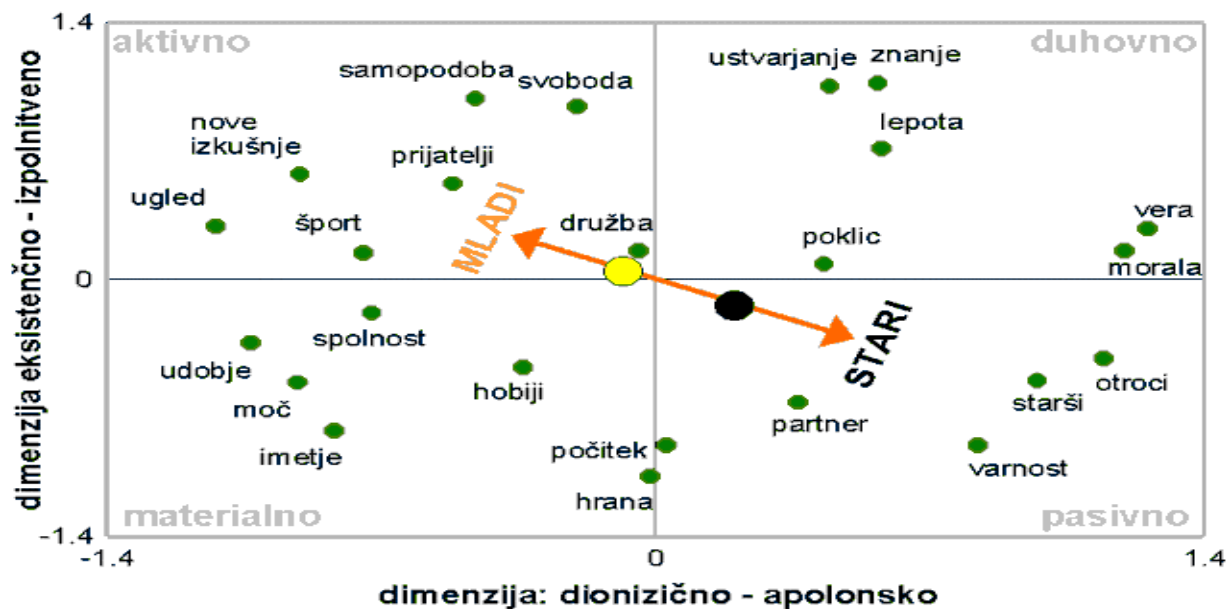 1.4
aktivno
duhovno
ustvarjanje
znanje
samopodoba
svoboda
lepota
nove
izkušnje
prijatelji
ugled
MLADI
šport
družba
poklic
vera
morala
0
dimenzija eksistenčno - izpolnitveno
spolnost
STARI
udobje
hobiji
otroci
moč
starši
partner
imetje
počitek
varnost
hrana
materialno
pasivno
-1.4
-1.4
0
1.4
dimenzija: dionizično - apolonsko